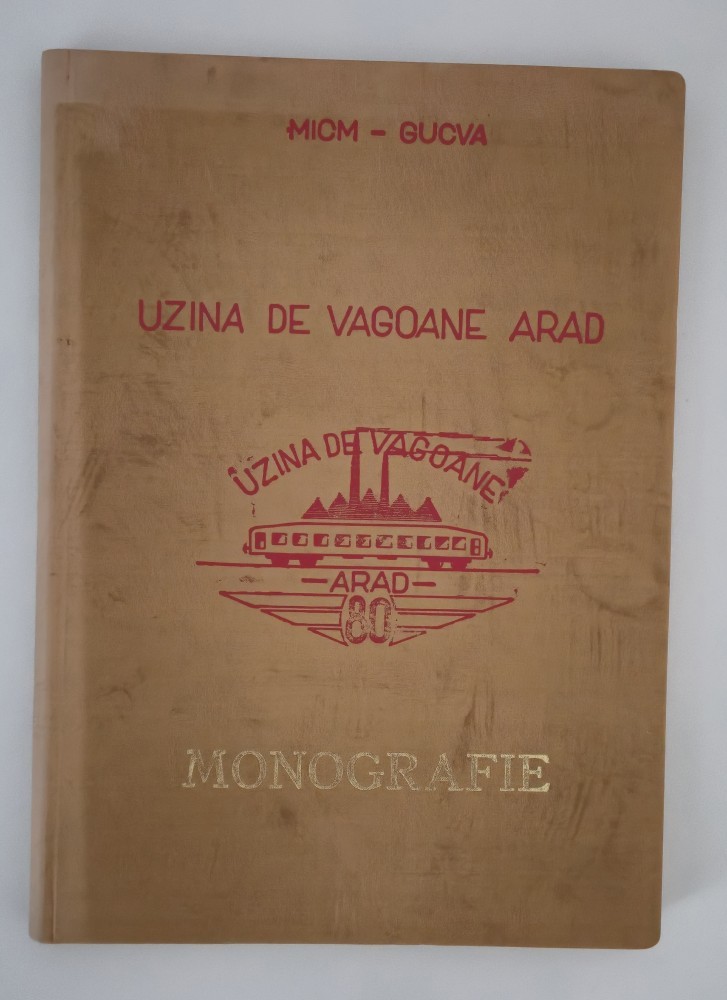 MICM - GUCVA
UZINA DE VAGOANE ARAD
UZINA DE VAGOANE
-ARAD-
80
MONOGRAFIE